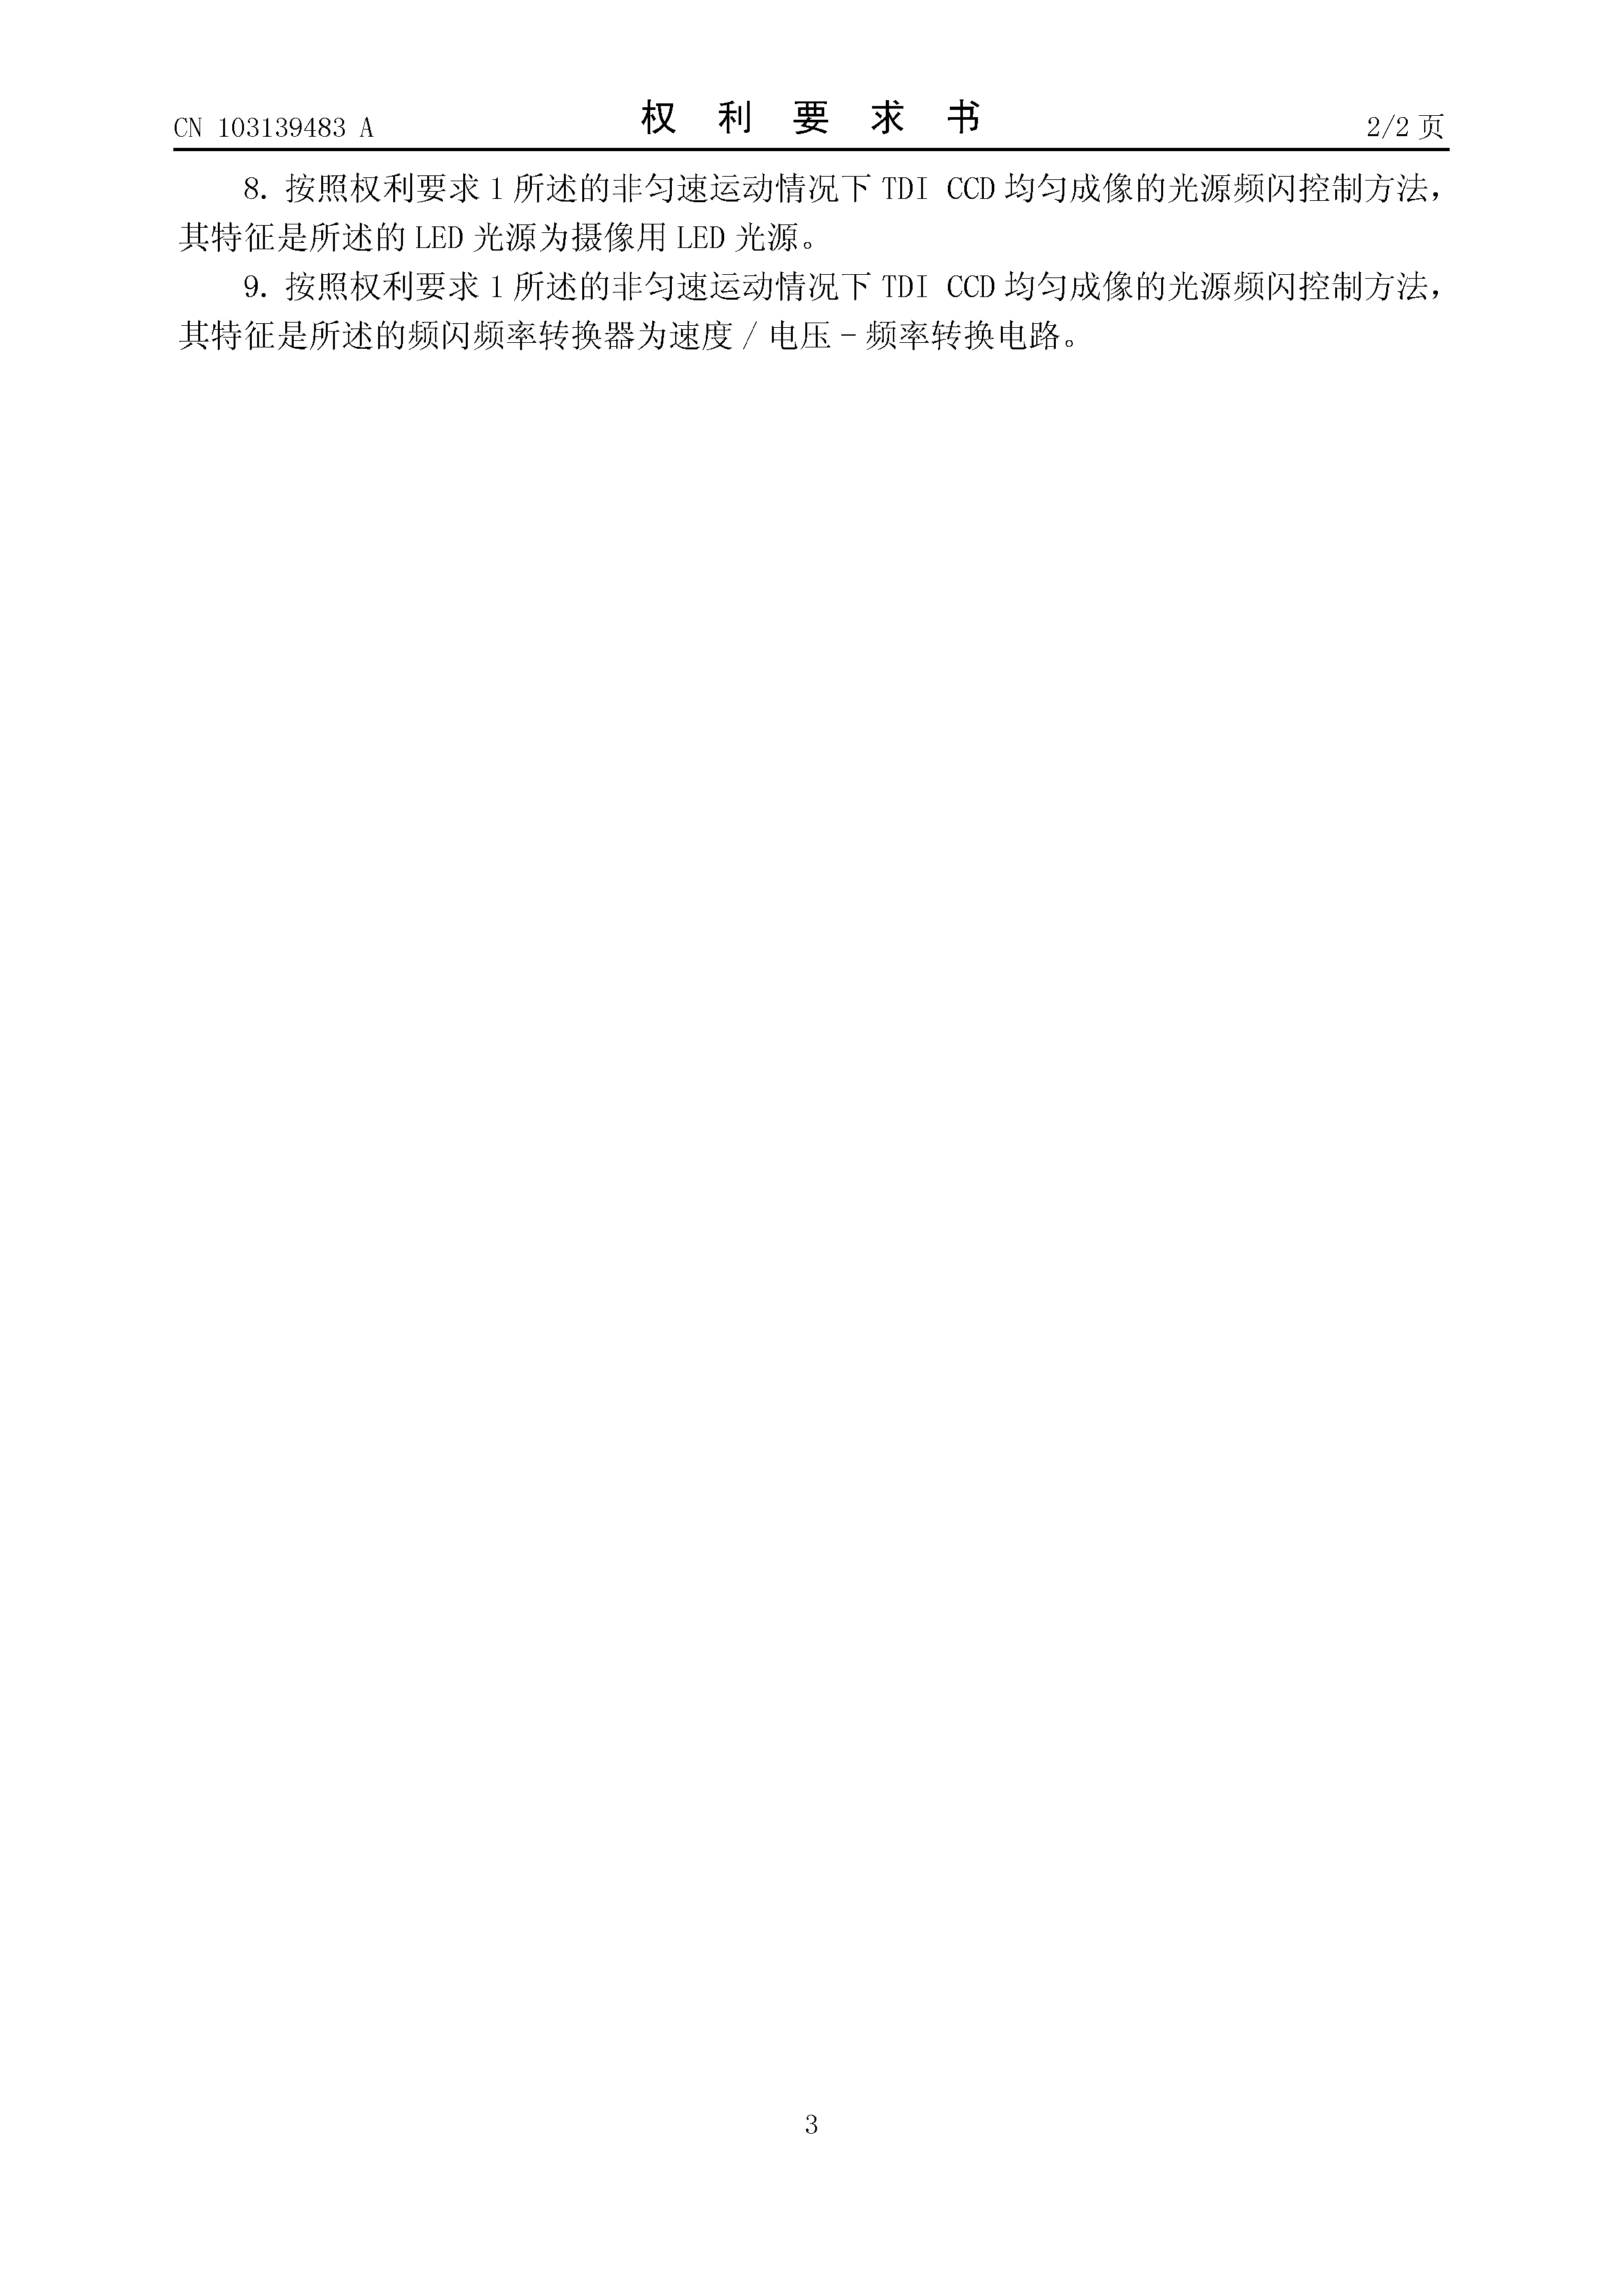 CN 103139483 A
权 利 要 求 书
2/2 页
8. 按照权利要求 1 所述的非匀速运动情况下 TDI CCD 均匀成像的光源频闪控制方法,
其特征是所述的 LED 光源为摄像用 LED 光源。
9. 按照权利要求 1 所述的非匀速运动情况下 TDI CCD 均匀成像的光源频闪控制方法,
其特征是所述的频闪频率转换器为速度 / 电压 - 频率转换电路。
3